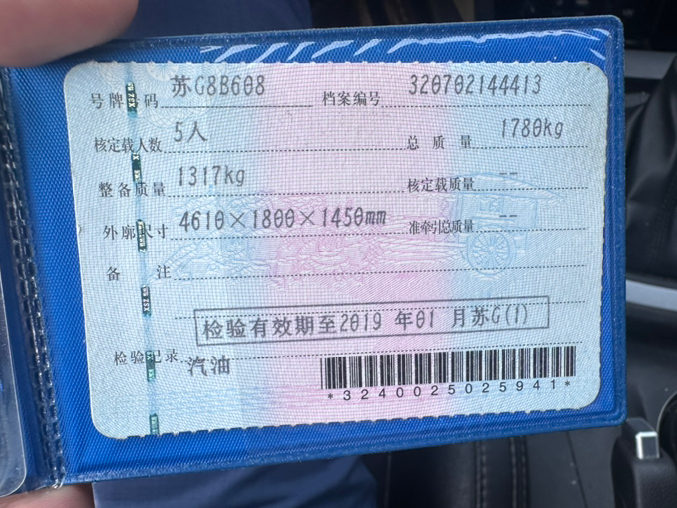 号牌号码 苏G8B608 档案编号 320702144413
核定载人数 5人 总质量 1780kg
整备质量 1317kg 核定载质量 --
外廓尺寸 4610×1800×1450mm 准牵引总质量 --
备注
检验有效期至2019年01月苏G(1)
检验记录 汽油
*3240025025941*